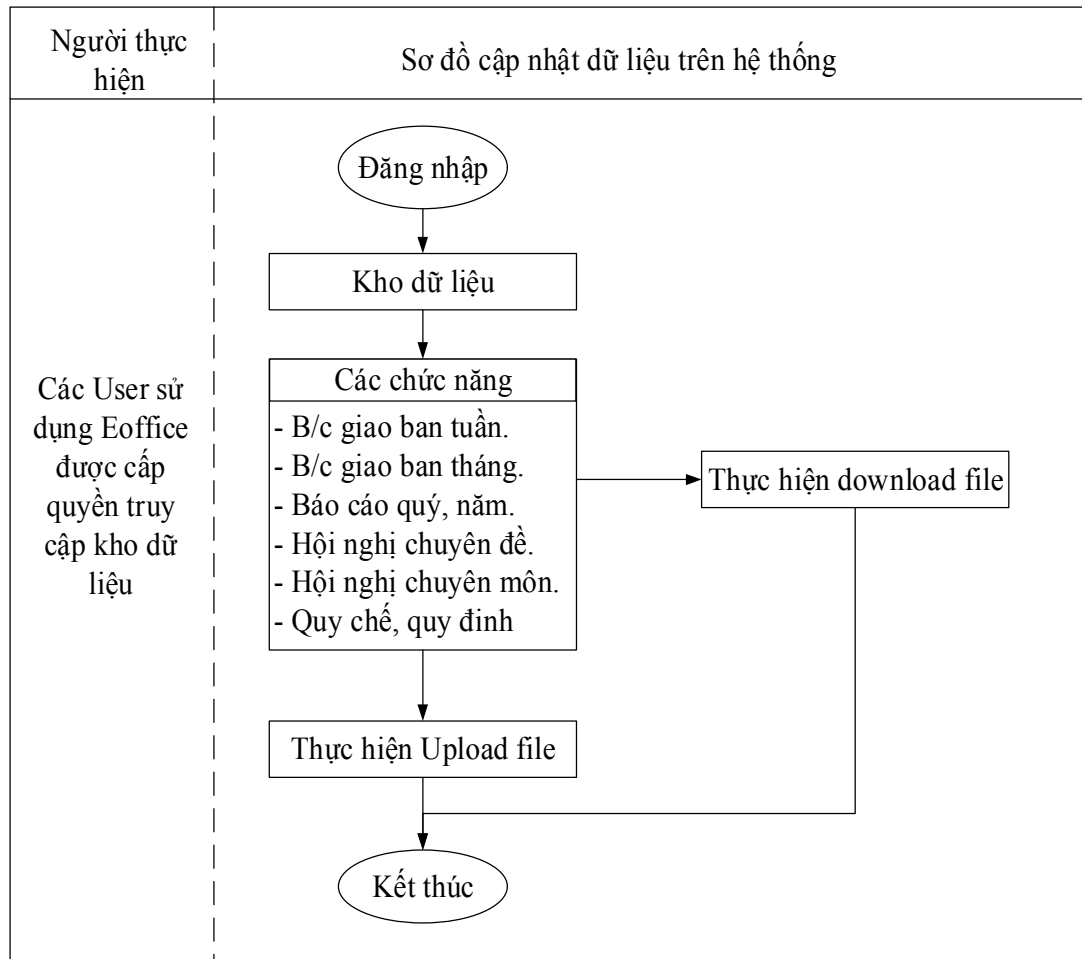 Người thực
hiện
Sơ đồ cập nhật dữ liệu trên hệ thống
Các User sử
dụng Eoffice
được cấp
quyền truy
cập kho dữ
liệu
Đăng nhập
Kho dữ liệu
Các chức năng
- B/c giao ban tuần.
- B/c giao ban tháng.
- Báo cáo quý, năm.
- Hội nghị chuyên đề.
- Hội nghị chuyên môn.
- Quy chế, quy đinh
Thực hiện download file
Thực hiện Upload file
Kết thúc